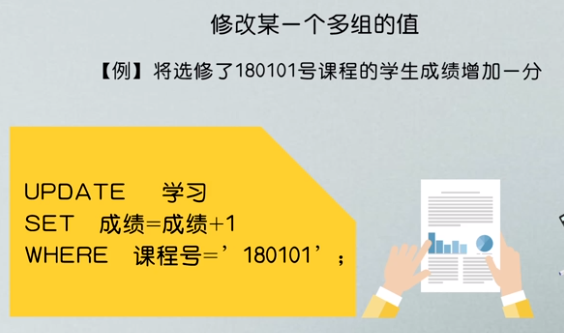 修改某一个多组的值
【例】将选修了180101号课程的学生成绩增加一分
UPDATE 学习
SET 成绩=成绩+1
WHERE 课程号=’180101’;